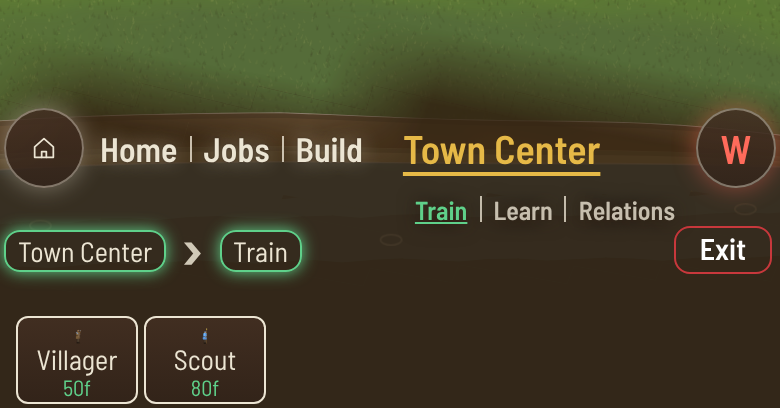 Home | Jobs | Build Town Center W
Train | Learn | Relations
Town Center › Train Exit
Villager Scout
50f 80f